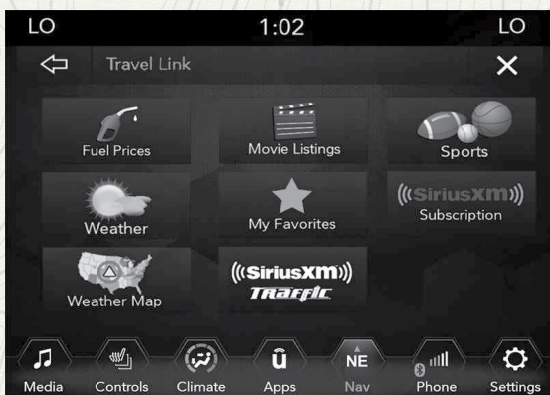 LO 1:02 LO
Travel Link
Fuel Prices
Movie Listings
Sports
Weather
My Favorites
((SiriusXM))
Subscription
Weather Map
((SiriusXM))
TRaffic
Media
Controls
Climate
û
Apps
NE
Nav
Phone
Settings